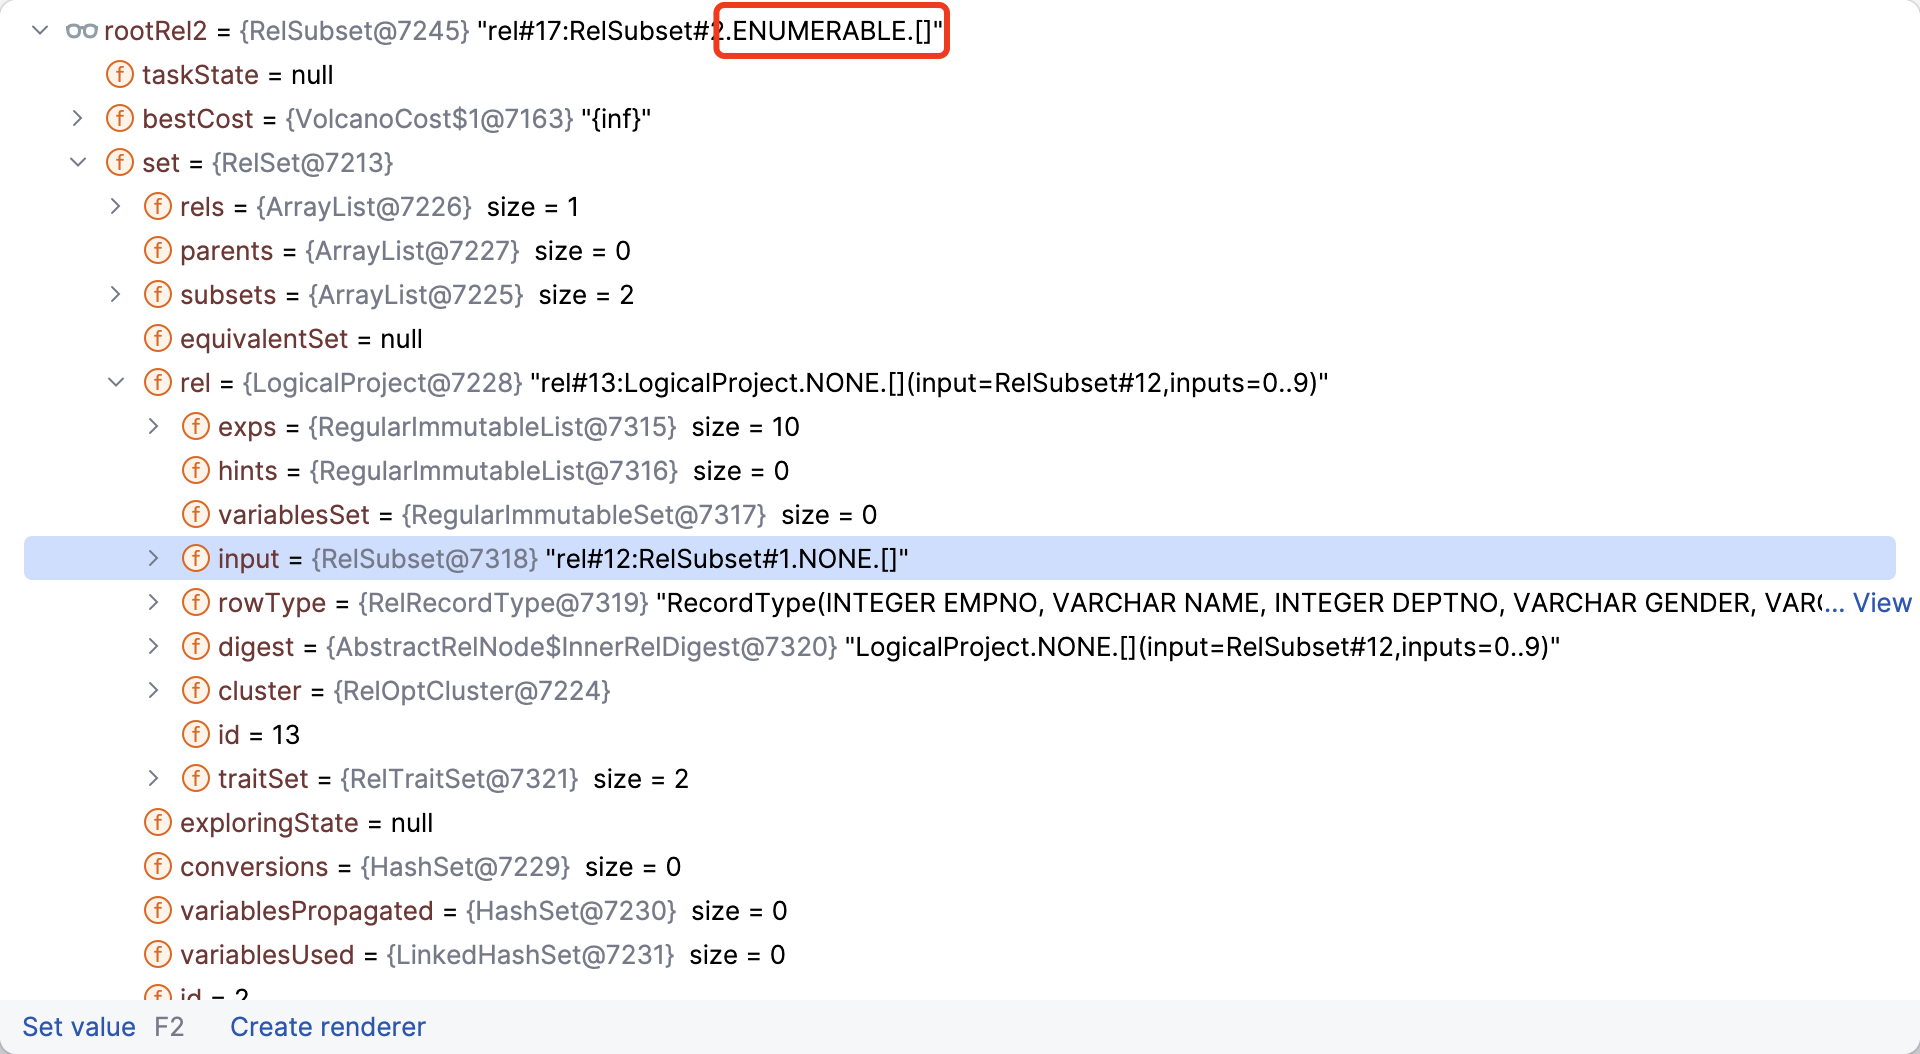 rootRel2 = {RelSubset@7245} "rel#17:RelSubset#2.ENUMERABLE.[]"
f taskState = null
f bestCost = {VolcanoCost$1@7163} "{inf}"
f set = {RelSet@7213}
f rels = {ArrayList@7226} size = 1
f parents = {ArrayList@7227} size = 0
f subsets = {ArrayList@7225} size = 2
f equivalentSet = null
f rel = {LogicalProject@7228} "rel#13:LogicalProject.NONE.[](input=RelSubset#12,inputs=0..9)"
f exps = {RegularImmutableList@7315} size = 10
f hints = {RegularImmutableList@7316} size = 0
f variablesSet = {RegularImmutableSet@7317} size = 0
f input = {RelSubset@7318} "rel#12:RelSubset#1.NONE.[]"
f rowType = {RelRecordType@7319} "RecordType(INTEGER EMPNO, VARCHAR NAME, INTEGER DEPTNO, VARCHAR GENDER, VARC... View
f digest = {AbstractRelNode$InnerRelDigest@7320} "LogicalProject.NONE.[](input=RelSubset#12,inputs=0..9)"
f cluster = {RelOptCluster@7224}
f id = 13
f traitSet = {RelTraitSet@7321} size = 2
f exploringState = null
f conversions = {HashSet@7229} size = 0
f variablesPropagated = {HashSet@7230} size = 0
f variablesUsed = {LinkedHashSet@7231} size = 0
f id = 2
Set value F2 Create renderer